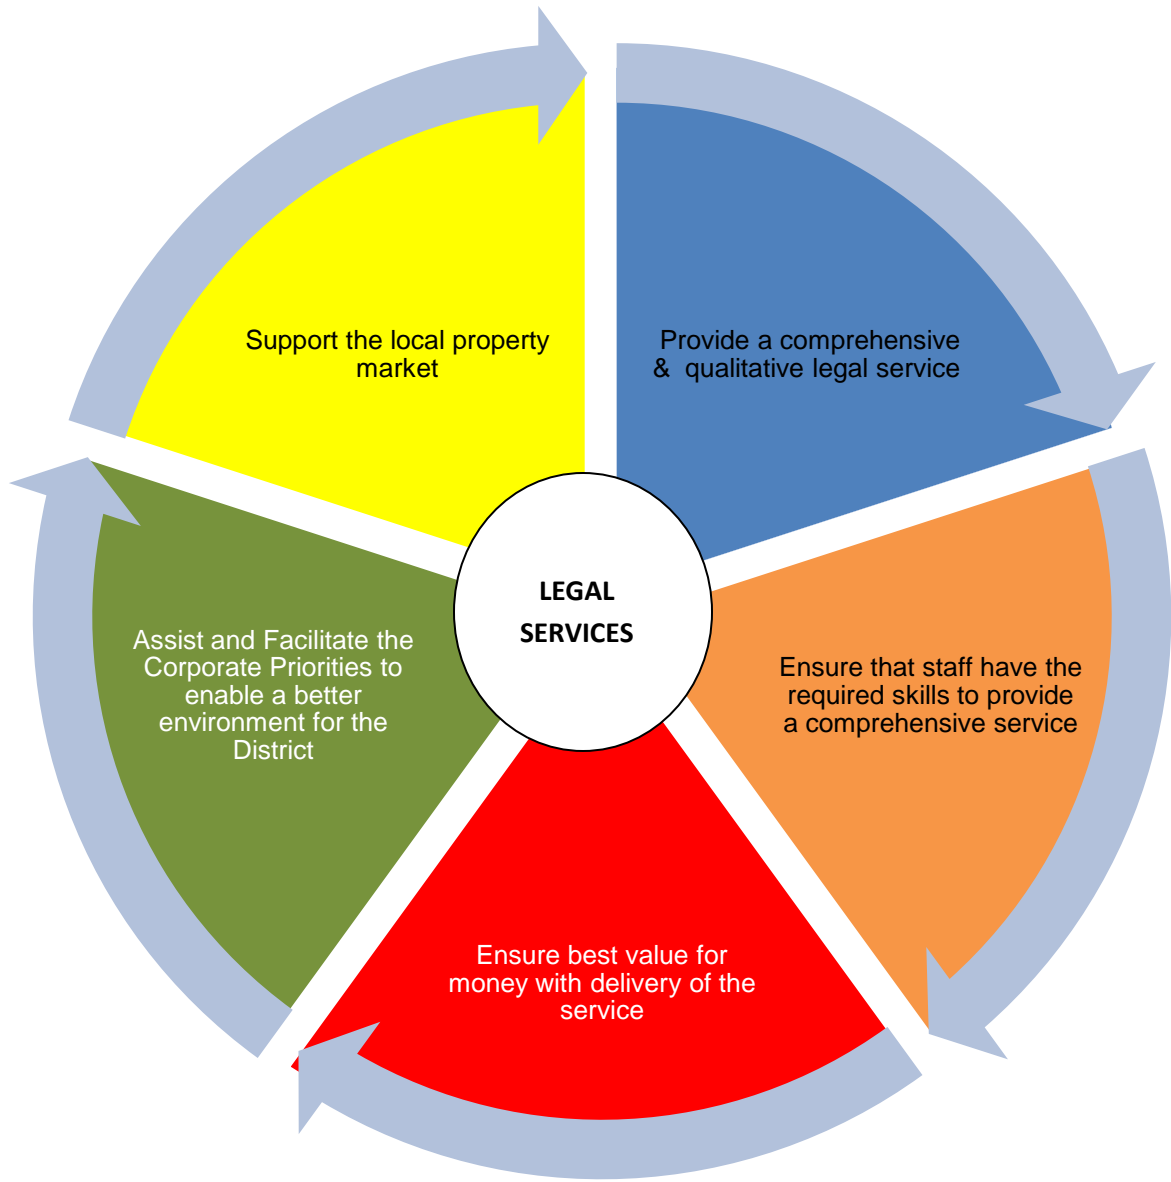 Support the local property
market
Provide a comprehensive
& qualitative legal service
LEGAL
SERVICES
Assist and Facilitate the
Corporate Priorities to
enable a better
environment for the
District
Ensure that staff have the
required skills to provide
a comprehensive service
Ensure best value for
money with delivery of the
service